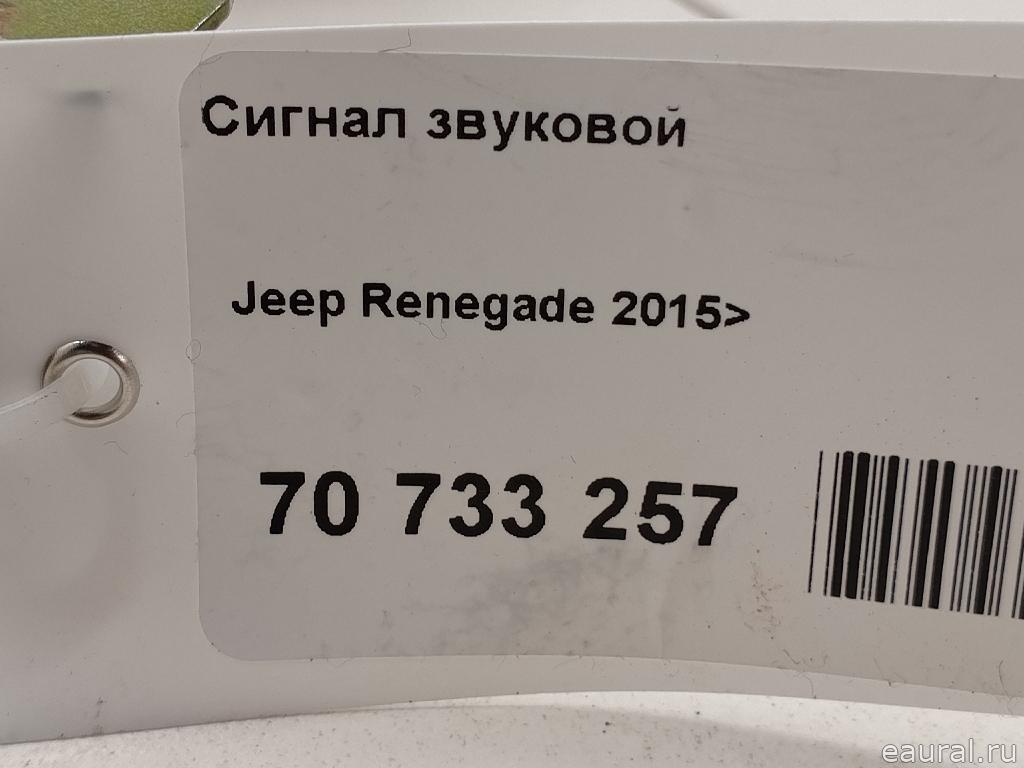 Сигнал звуковой
Jeep Renegade 2015>
70 733 257
eaural.ru